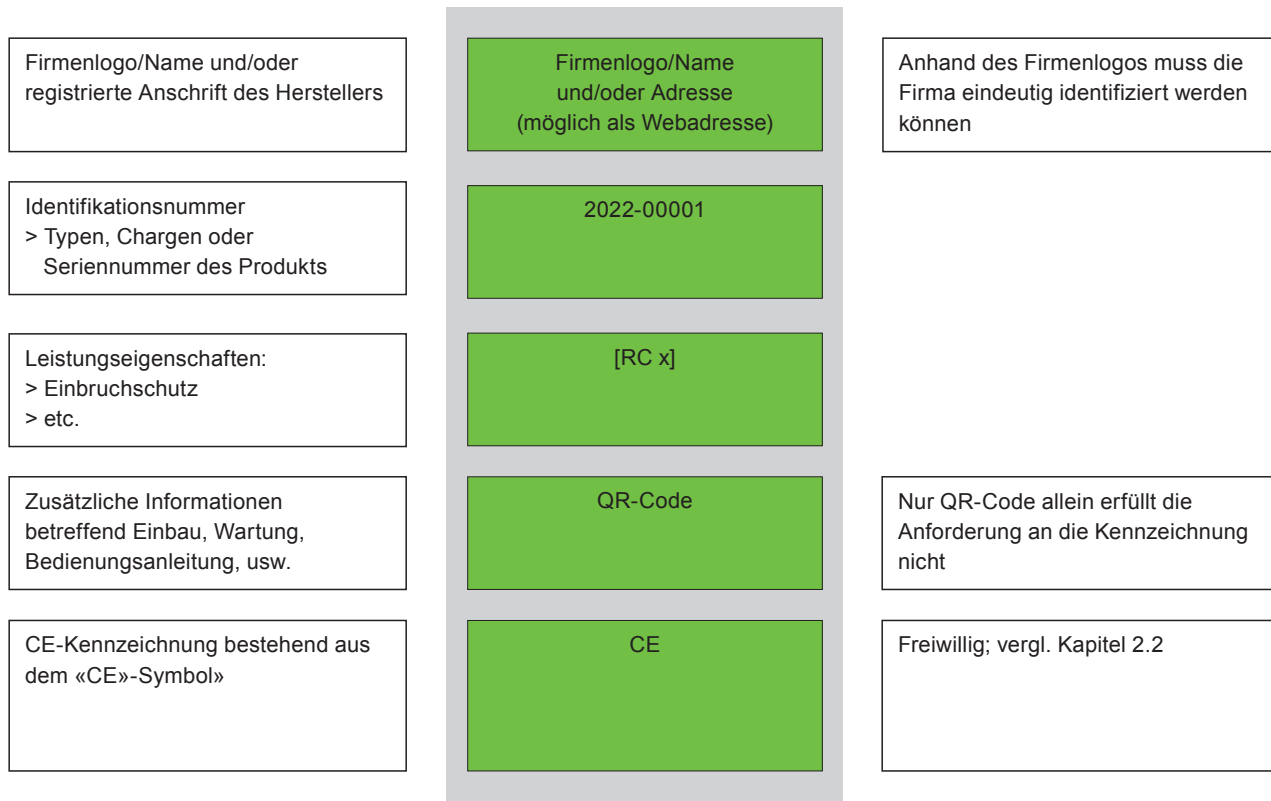 Firmenlogo/Name und/oder
registrierte Anschrift des Herstellers
Firmenlogo/Name
und/oder Adresse
(möglich als Webadresse)
Anhand des Firmenlogos muss die
Firma eindeutig identifiziert werden
können
Identifikationsnummer
> Typen, Chargen oder
Seriennummer des Produkts
2022-00001
Leistungseigenschaften:
> Einbruchschutz
> etc.
[RC x]
Zusätzliche Informationen
betreffend Einbau, Wartung,
Bedienungsanleitung, usw.
QR-Code
Nur QR-Code allein erfüllt die
Anforderung an die Kennzeichnung
nicht
CE-Kennzeichnung bestehend aus
dem «CE»-Symbol»
CE
Freiwillig; vergl. Kapitel 2.2